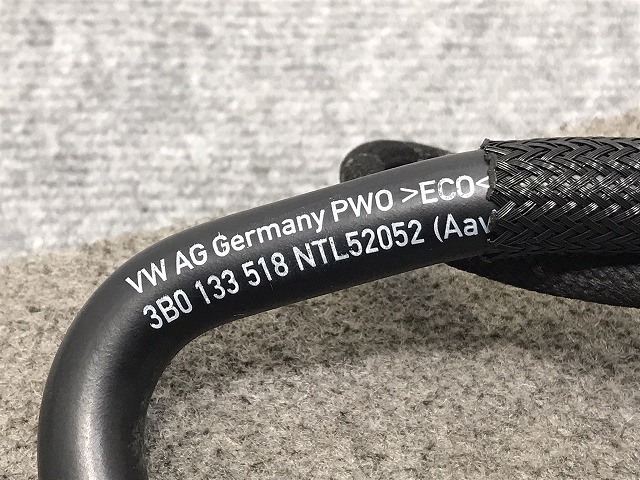 VW AG Germany PWO >ECO<
3B0 133 518 NTL52052 (Aav